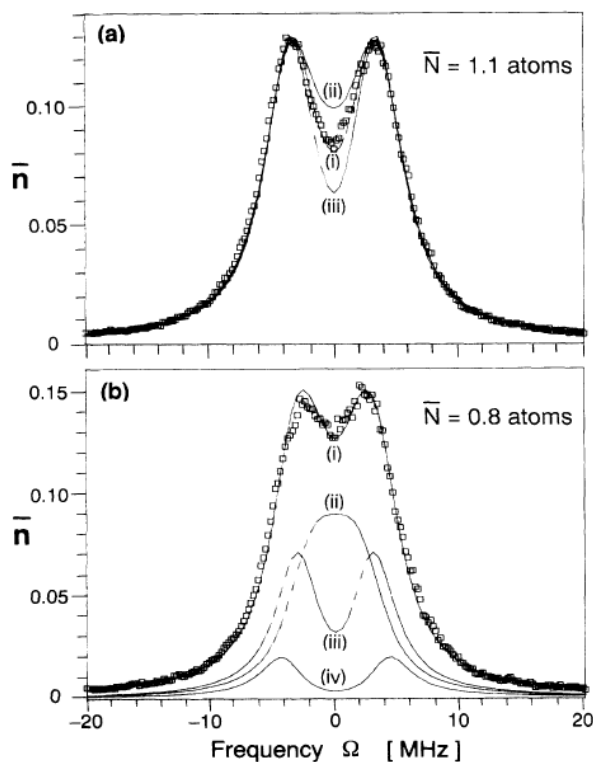 (a)
N̄ = 1.1 atoms
(ii)
0.10
(i)
n̄
(iii)
0.05
0
(b)
0.15
N̄ = 0.8 atoms
(i)
0.10
(ii)
n̄
0.05
(iii)
(iv)
0
−20 −10 0 10 20
Frequency Ω [ MHz ]